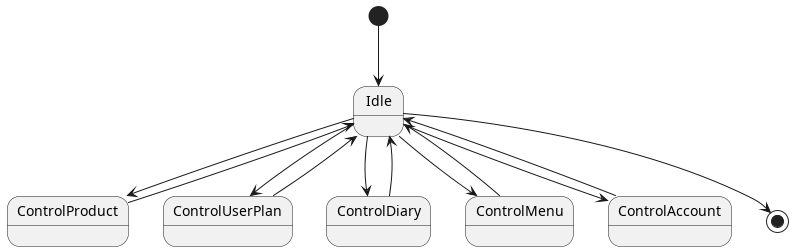 Idle
ControlProduct
ControlUserPlan
ControlDiary
ControlMenu
ControlAccount